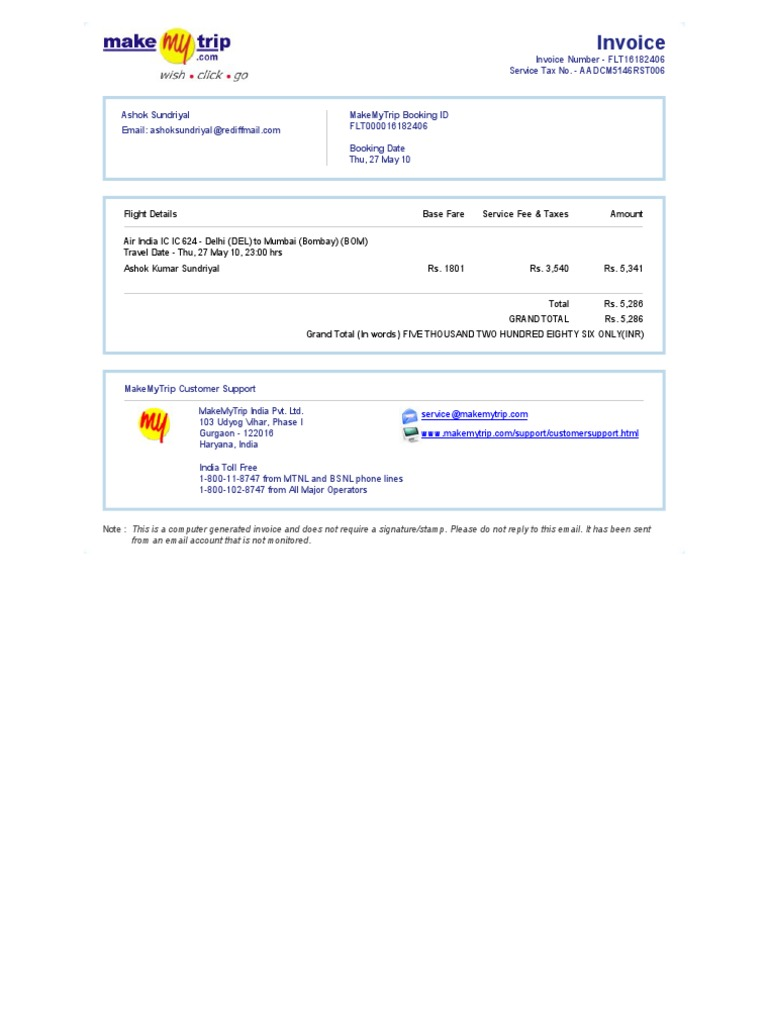 make my trip
.com
wish • click • go
Invoice
Invoice Number - FLT16182406
Service Tax No. - AADCM5146RST006
Ashok Sundriyal
Email: ashoksundriyal@rediffmail.com
MakeMyTrip Booking ID
FLT000016182406
Booking Date
Thu, 27 May 10
Flight Details Base Fare Service Fee & Taxes Amount
Air India IC IC 624 - Delhi (DEL) to Mumbai (Bombay) (BOM)
Travel Date - Thu, 27 May 10, 23:00 hrs
Ashok Kumar Sundriyal Rs. 1801 Rs. 3,540 Rs. 5,341
Total Rs. 5,286
GRAND TOTAL Rs. 5,286
Grand Total (In words) FIVE THOUSAND TWO HUNDRED EIGHTY SIX ONLY(INR)
MakeMyTrip Customer Support
my
MakeMyTrip India Pvt. Ltd.
103 Udyog Vihar, Phase I
Gurgaon - 122016
Haryana, India
India Toll Free
1-800-11-8747 from MTNL and BSNL phone lines
1-800-102-8747 from All Major Operators
service@makemytrip.com
www.makemytrip.com/support/customersupport.html
Note : This is a computer generated invoice and does not require a signature/stamp. Please do not reply to this email. It has been sent
from an email account that is not monitored.